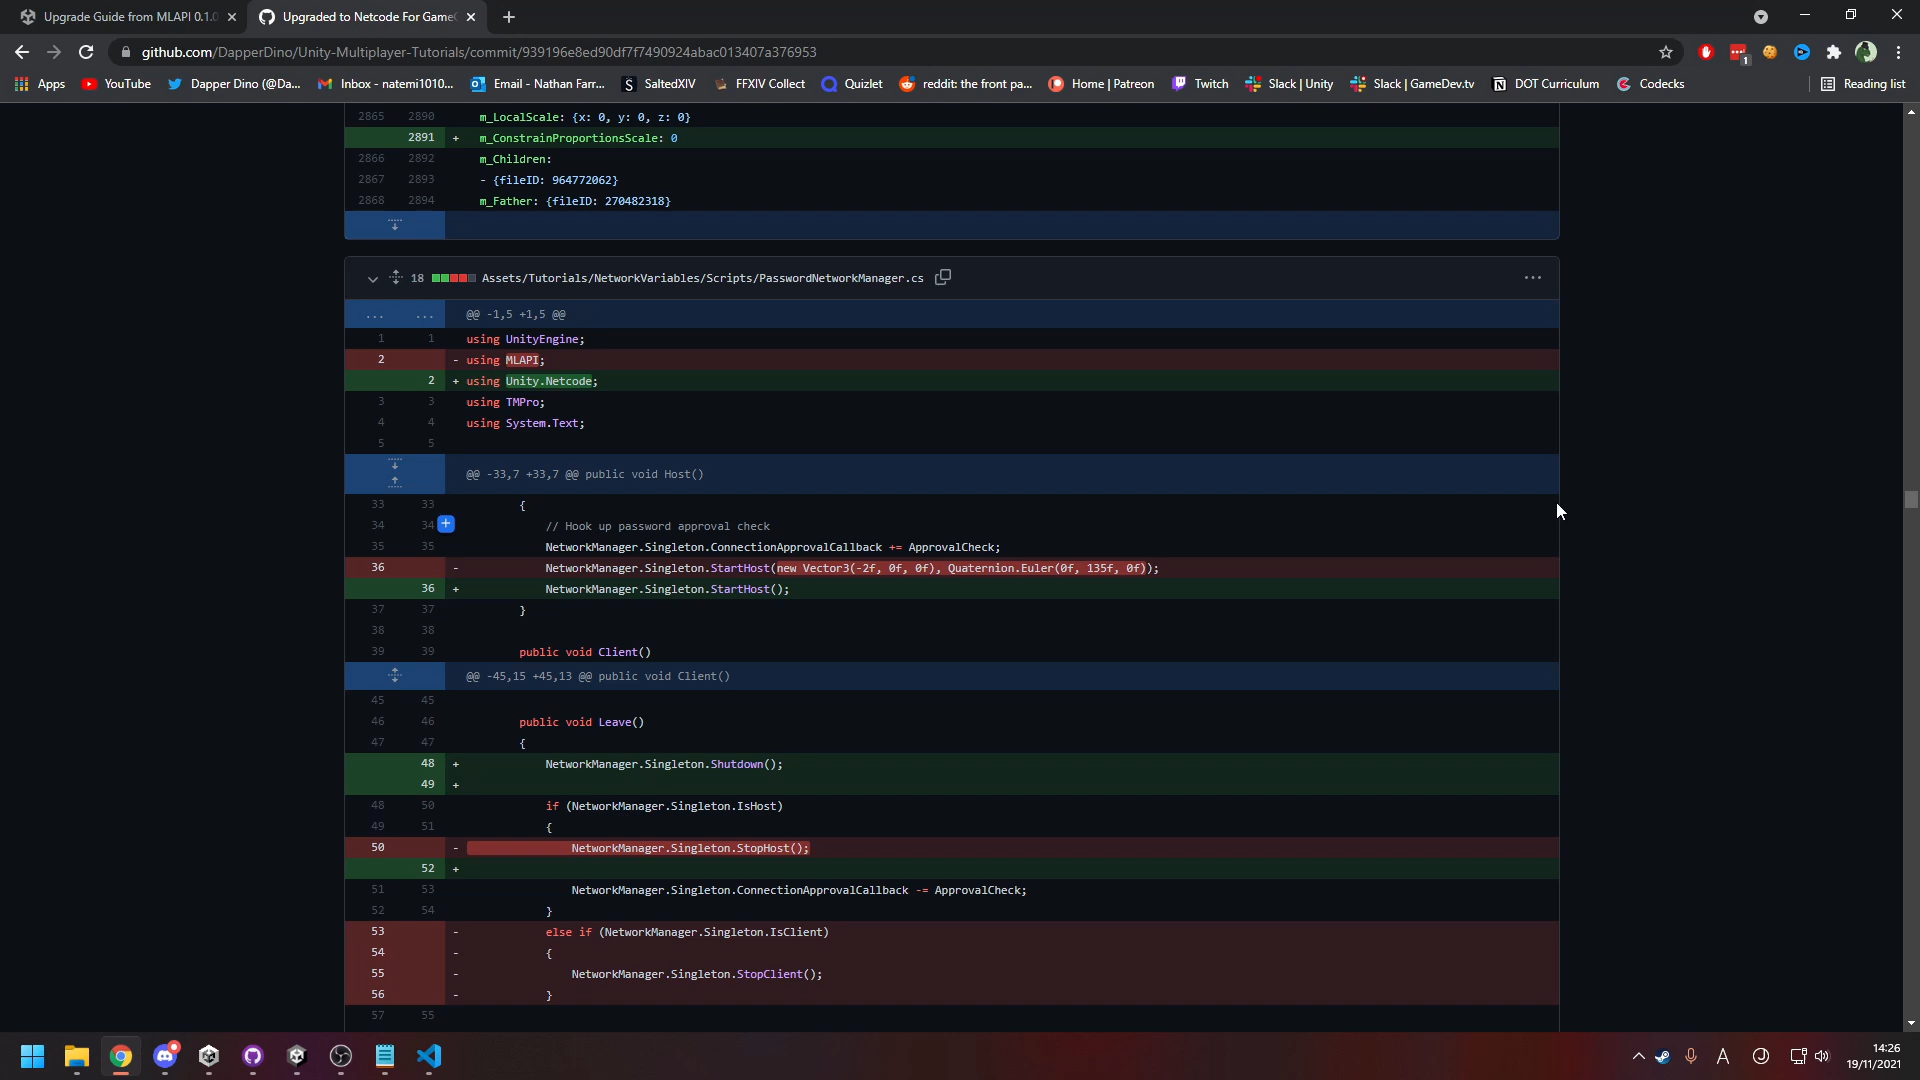 Upgrade Guide from MLAPI 0.1.0
Upgraded to Netcode For GameO
github.com/DapperDino/Unity-Multiplayer-Tutorials/commit/939196e8ed90df7f7490924abac013407a376953
1
Apps YouTube Dapper Dino (@Da... Inbox - natemi1010... Email - Nathan Farr... SaltedXIV FFXIV Collect Quizlet reddit: the front pa... Home | Patreon Twitch Slack | Unity Slack | GameDev.tv DOT Curriculum Codecks Reading list
2865 2890 m_LocalScale: {x: 0, y: 0, z: 0}
2891 + m_ConstrainProportionsScale: 0
2866 2892 m_Children:
2867 2893 - {fileID: 964772062}
2868 2894 m_Father: {fileID: 270482318}
18 Assets/Tutorials/NetworkVariables/Scripts/PasswordNetworkManager.cs ...
... ... @@ -1,5 +1,5 @@
1 1 using UnityEngine;
2 - using MLAPI;
2 + using Unity.Netcode;
3 3 using TMPro;
4 4 using System.Text;
5 5
@@ -33,7 +33,7 @@ public void Host()
33 33 {
34 34 // Hook up password approval check
35 35 NetworkManager.Singleton.ConnectionApprovalCallback += ApprovalCheck;
36 - NetworkManager.Singleton.StartHost(new Vector3(-2f, 0f, 0f), Quaternion.Euler(0f, 135f, 0f));
36 + NetworkManager.Singleton.StartHost();
37 37 }
38 38
39 39 public void Client()
@@ -45,15 +45,13 @@ public void Client()
45 45
46 46 public void Leave()
47 47 {
48 + NetworkManager.Singleton.Shutdown();
49 +
48 50 if (NetworkManager.Singleton.IsHost)
49 51 {
50 - NetworkManager.Singleton.StopHost();
52 +
51 53 NetworkManager.Singleton.ConnectionApprovalCallback -= ApprovalCheck;
52 54 }
53 - else if (NetworkManager.Singleton.IsClient)
54 - {
55 - NetworkManager.Singleton.StopClient();
56 - }
57 55
14:26
19/11/2021